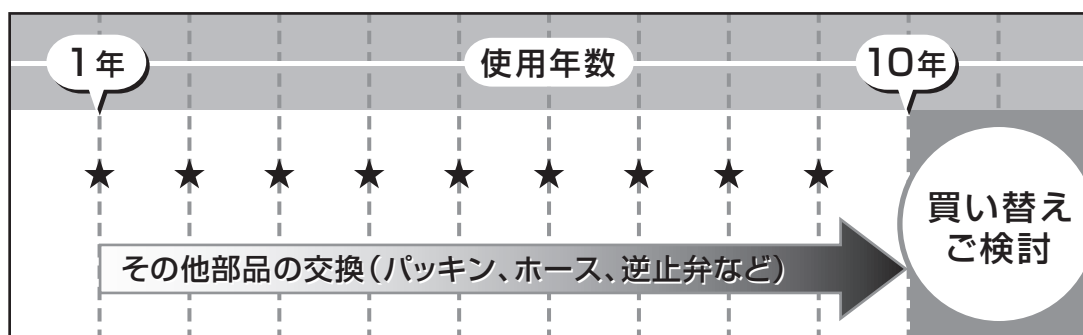 1年
使用年数
10年
★ ★ ★ ★ ★ ★ ★ ★ ★
その他部品の交換(パッキン、ホース、逆止弁など)
買い替え
ご検討